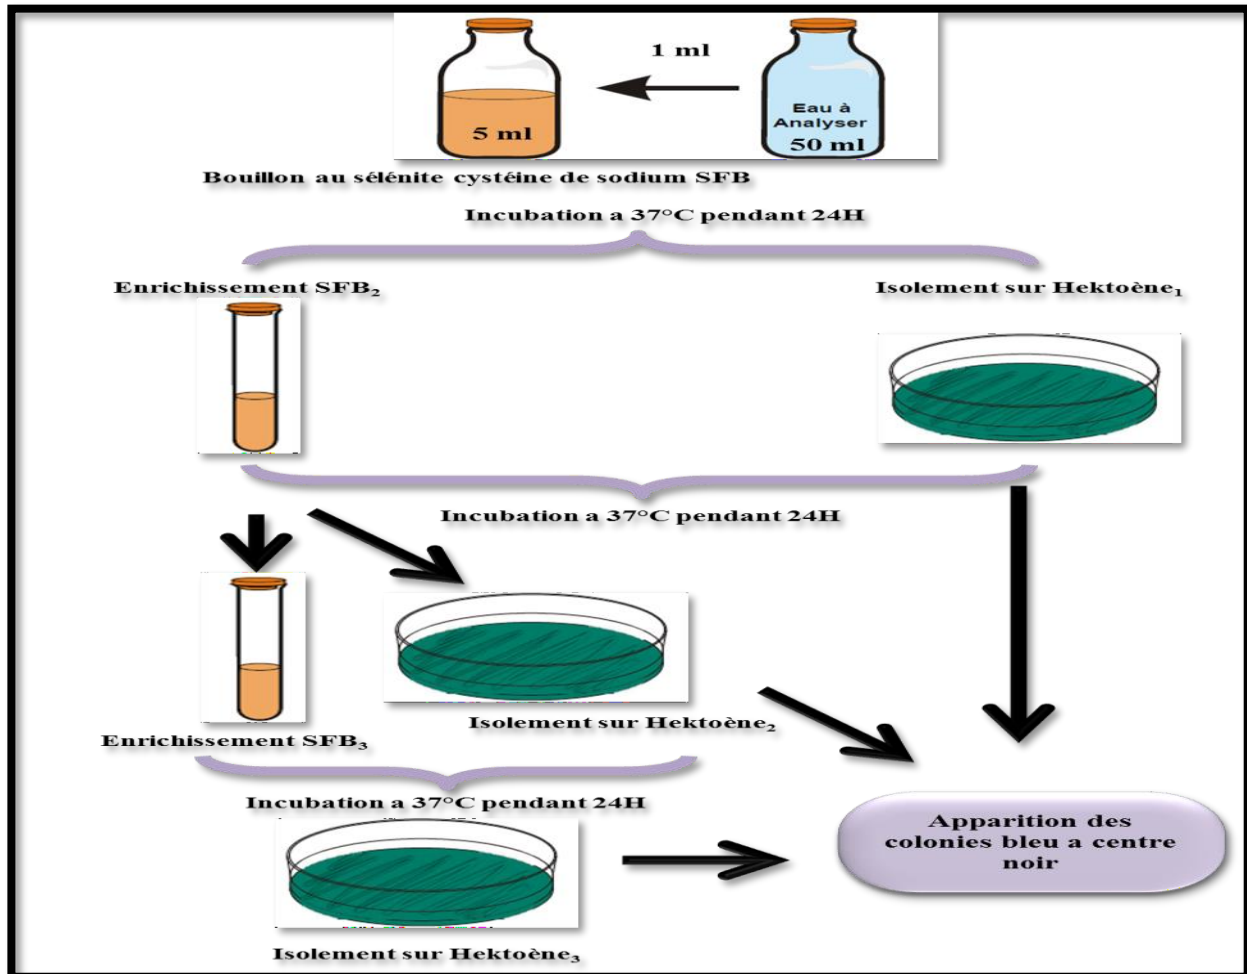 1 ml
5 ml
Eau à
Analyser
50 ml
Bouillon au sélénite cystéine de sodium SFB
Incubation a 37°C pendant 24H
Enrichissement SFB₂
Isolement sur Hektoène₁
Incubation a 37°C pendant 24H
Isolement sur Hektoène₂
Enrichissement SFB₃
Incubation a 37°C pendant 24H
Apparition des
colonies bleu a centre
noir
Isolement sur Hektoène₃